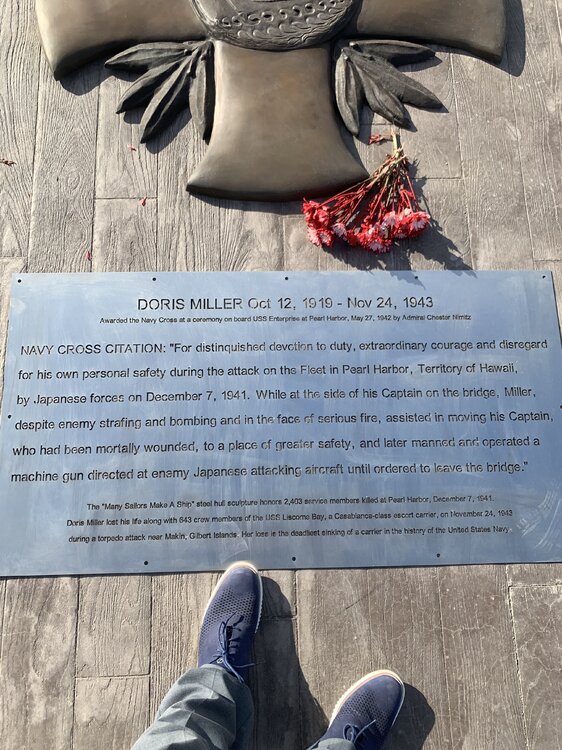 DORIS MILLER Oct 12, 1919 - Nov 24, 1943
Awarded the Navy Cross at a ceremony on board USS Enterprise at Pearl Harbor, May 27, 1942 by Admiral Chester Nimitz
NAVY CROSS CITATION: "For distinguished devotion to duty, extraordinary courage and disregard
for his own personal safety during the attack on the Fleet in Pearl Harbor, Territory of Hawaii,
by Japanese forces on December 7, 1941. While at the side of his Captain on the bridge, Miller,
despite enemy strafing and bombing and in the face of serious fire, assisted in moving his Captain,
who had been mortally wounded, to a place of greater safety, and later manned and operated a
machine gun directed at enemy Japanese attacking aircraft until ordered to leave the bridge."
The "Many Sailors Make A Ship" steel hull sculpture honors 2,403 service members killed at Pearl Harbor, December 7, 1941.
Doris Miller lost his life along with 643 crew members of the USS Liscome Bay, a Casablanca-class escort carrier, on November 24, 1943
during a torpedo attack near Makin, Gilbert Islands. Her loss is the deadliest sinking of a carrier in the history of the United States Navy.